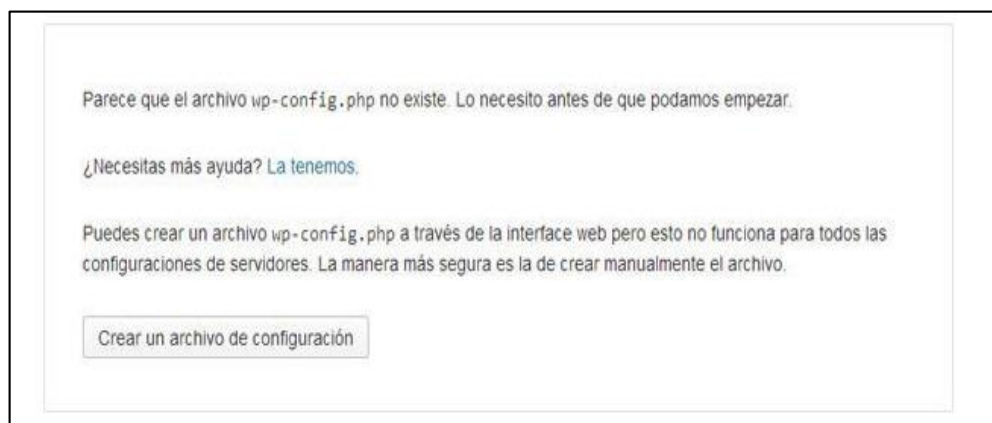 Parece que el archivo wp-config.php no existe. Lo necesito antes de que podamos empezar.
¿Necesitas más ayuda? La tenemos.
Puedes crear un archivo wp-config.php a través de la interface web pero esto no funciona para todos las
configuraciones de servidores. La manera más segura es la de crear manualmente el archivo.
Crear un archivo de configuración